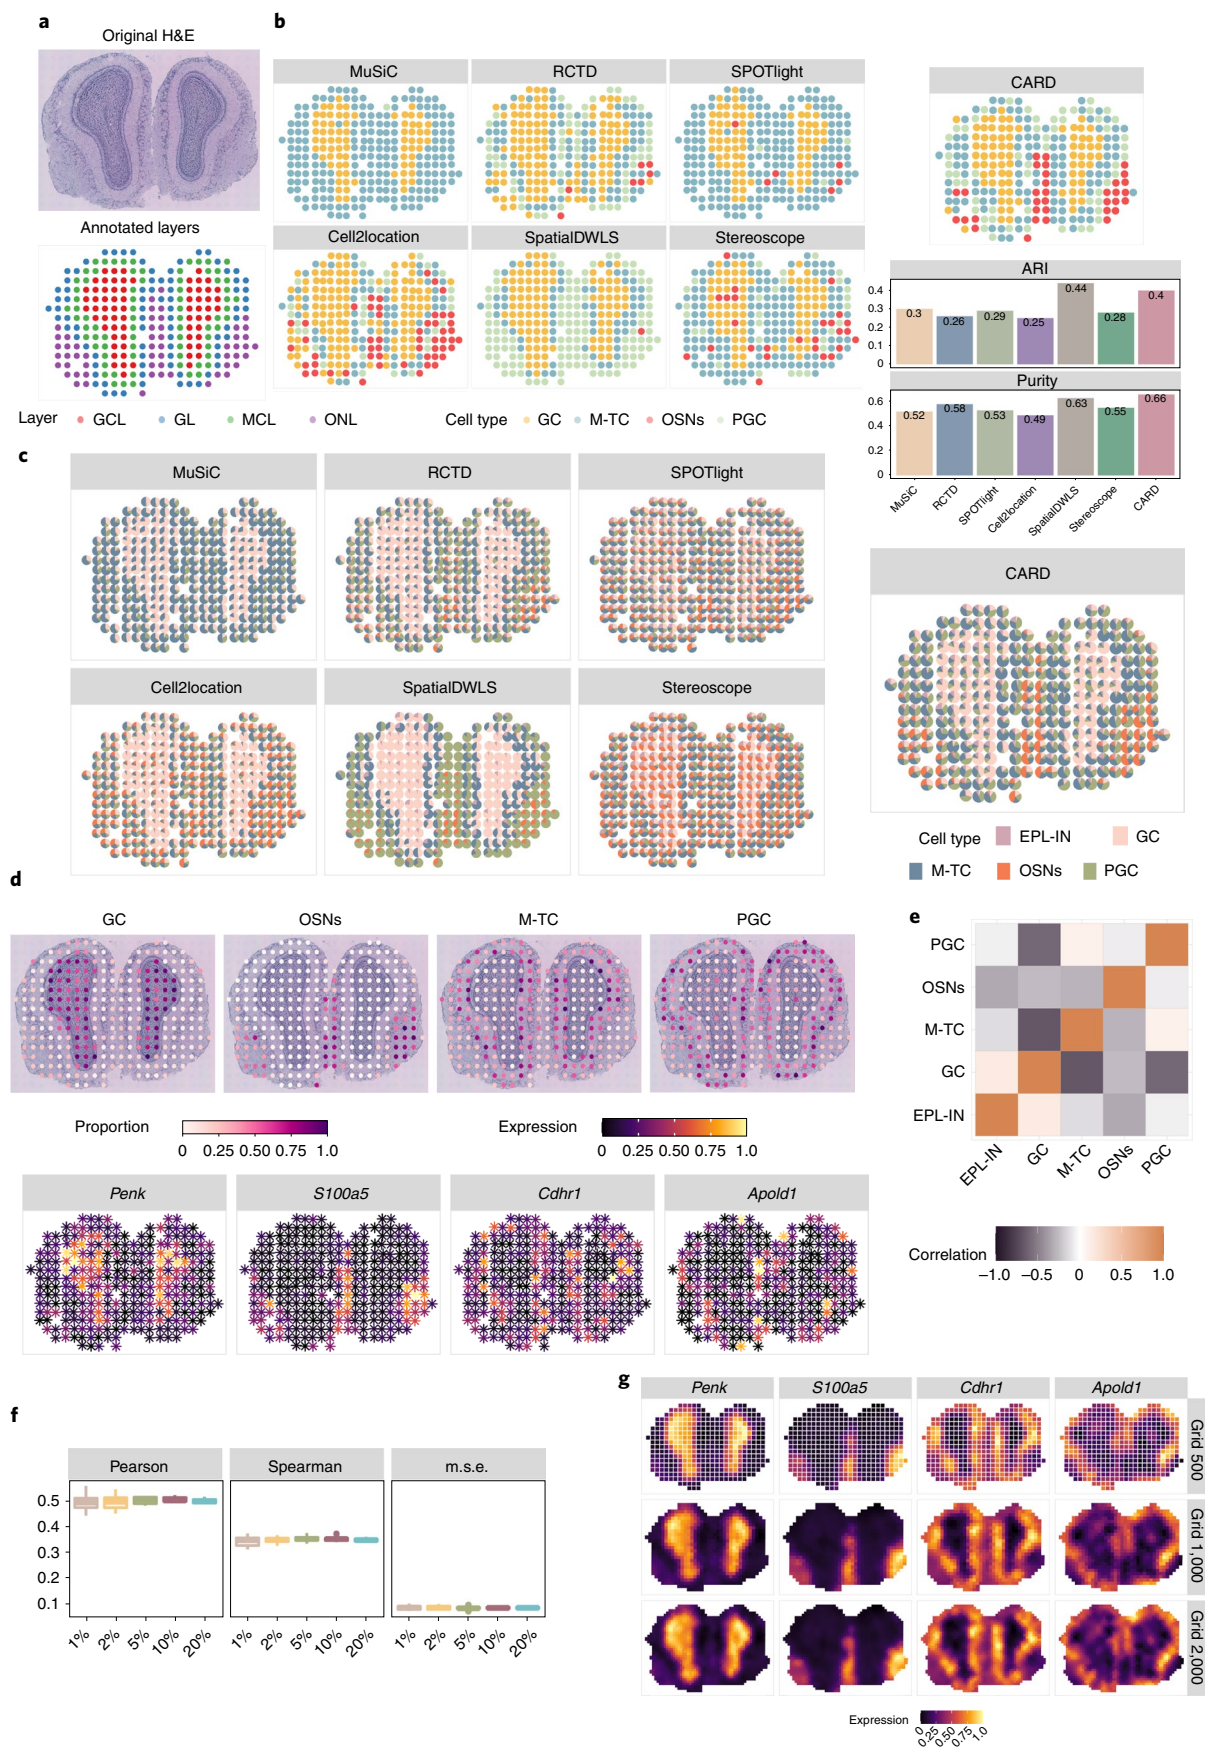 a
Original H&E
Annotated layers
Layer GCL GL MCL ONL
b
MuSiC RCTD SPOTlight
Cell2location SpatialDWLS Stereoscope
Cell type GC M-TC OSNs PGC
CARD
ARI
0.4
0.3
0.2
0.1
0
0.3 0.26 0.29 0.25 0.44 0.28 0.4
Purity
0.6
0.4
0.2
0
0.52 0.58 0.53 0.49 0.63 0.55 0.66
MuSiC RCTD SPOTlight Cell2location SpatialDWLS Stereoscope CARD
c
MuSiC RCTD SPOTlight
Cell2location SpatialDWLS Stereoscope
CARD
Cell type EPL-IN GC
M-TC OSNs PGC
d
GC OSNs M-TC PGC
Proportion
0 0.25 0.50 0.75 1.0
Expression
0 0.25 0.50 0.75 1.0
Penk S100a5 Cdhr1 Apold1
e
PGC
OSNs
M-TC
GC
EPL-IN
EPL-IN GC M-TC OSNs PGC
Correlation
−1.0 −0.5 0 0.5 1.0
f
Pearson Spearman m.s.e.
0.5
0.4
0.3
0.2
0.1
1% 2% 5% 10% 20% 1% 2% 5% 10% 20% 1% 2% 5% 10% 20%
g
Penk S100a5 Cdhr1 Apold1
Grid 500
Grid 1,000
Grid 2,000
Expression
0 0.25 0.50 0.75 1.0